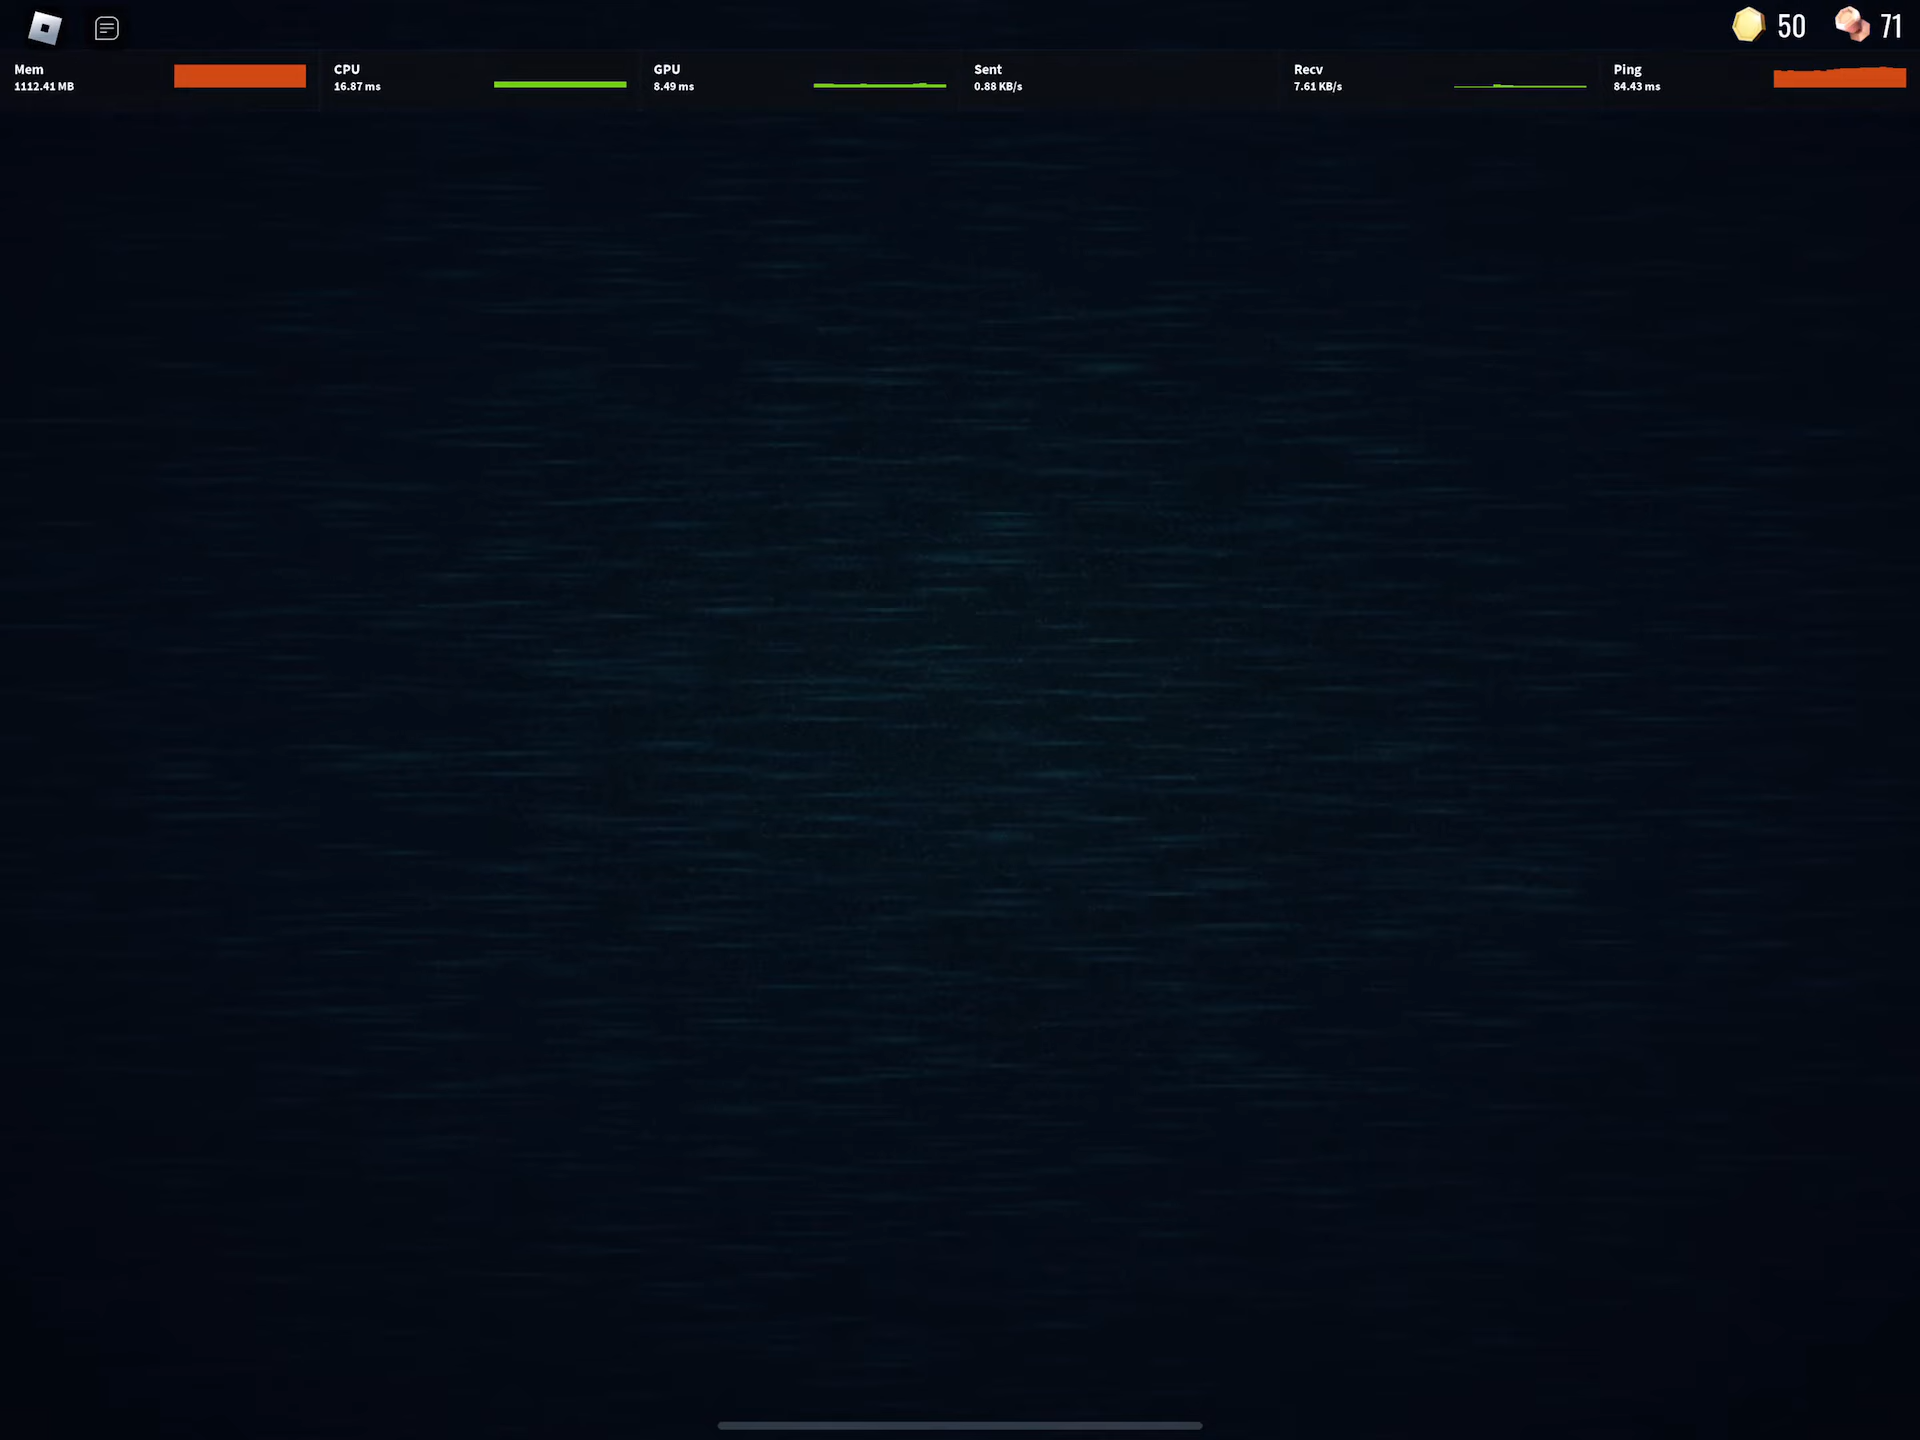 50 71
Mem CPU GPU Sent Recv Ping
1112.41 MB 16.87 ms 8.49 ms 0.88 KB/s 7.61 KB/s 84.43 ms